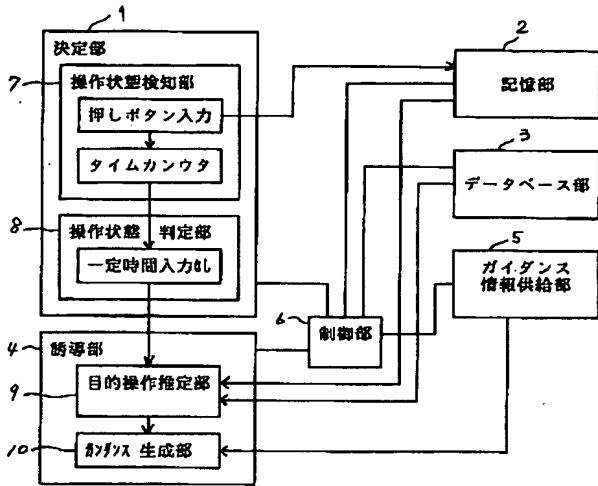 1
決定部
7
操作状態検知部
押しボタン入力
タイムカンウタ
8
操作状態 判定部
一定時間入力なし
2
記憶部
3
データベース部
5
ガイダンス
情報供給部
6
制御部
4
誘導部
目的操作推定部
9
ガンダンス 生成部
10